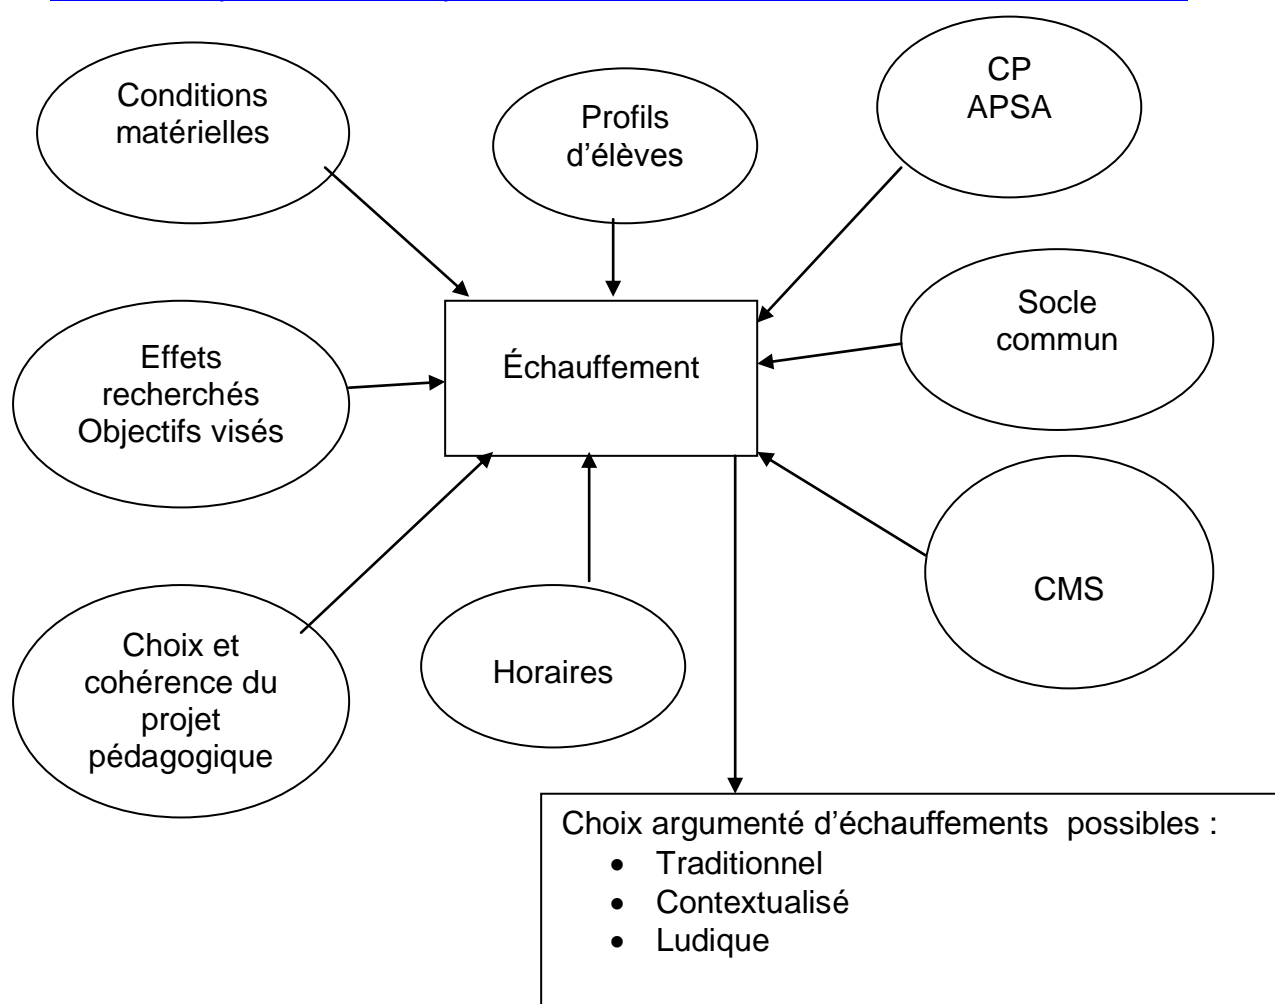 Conditions
matérielles
Profils
d'élèves
CP
APSA
Effets
recherchés
Objectifs visés
Échauffement
Socle
commun
Choix et
cohérence du
projet
pédagogique
Horaires
CMS
Choix argumenté d'échauffements  possibles :
• Traditionnel
• Contextualisé
• Ludique